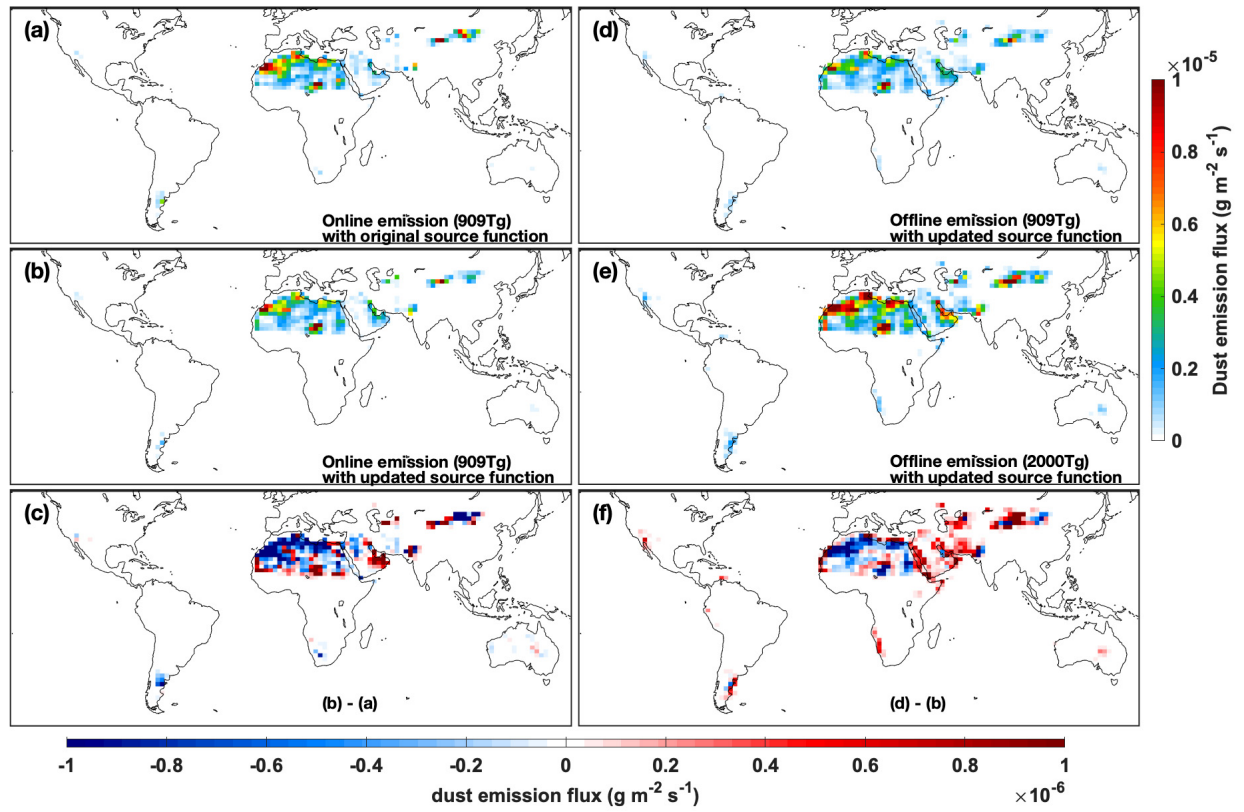 (a)
Online emission (909Tg)
with original source function
(d)
Offline emission (909Tg)
with updated source function
(b)
Online emission (909Tg)
with updated source function
(e)
Offline emission (2000Tg)
with updated source function
(c)
(b) - (a)
(f)
(d) - (b)
×10⁻⁵
1
0.8
0.6
0.4
0.2
0
Dust emission flux (g m⁻² s⁻¹)
-1 -0.8 -0.6 -0.4 -0.2 0 0.2 0.4 0.6 0.8 1
×10⁻⁶
dust emission flux (g m⁻² s⁻¹)